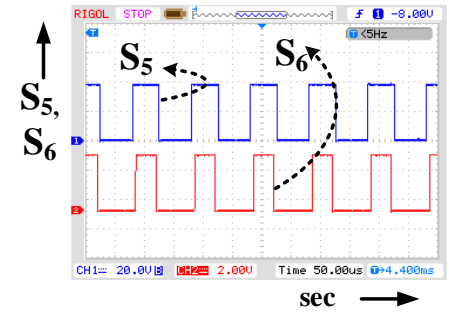 RIGOL STOP T f 1 -8.00V
T <5Hz
S5 S6
S5,
S6
1
2
CH1 20.0V B CH2 2.00V Time 50.00us T→4.400ms
sec